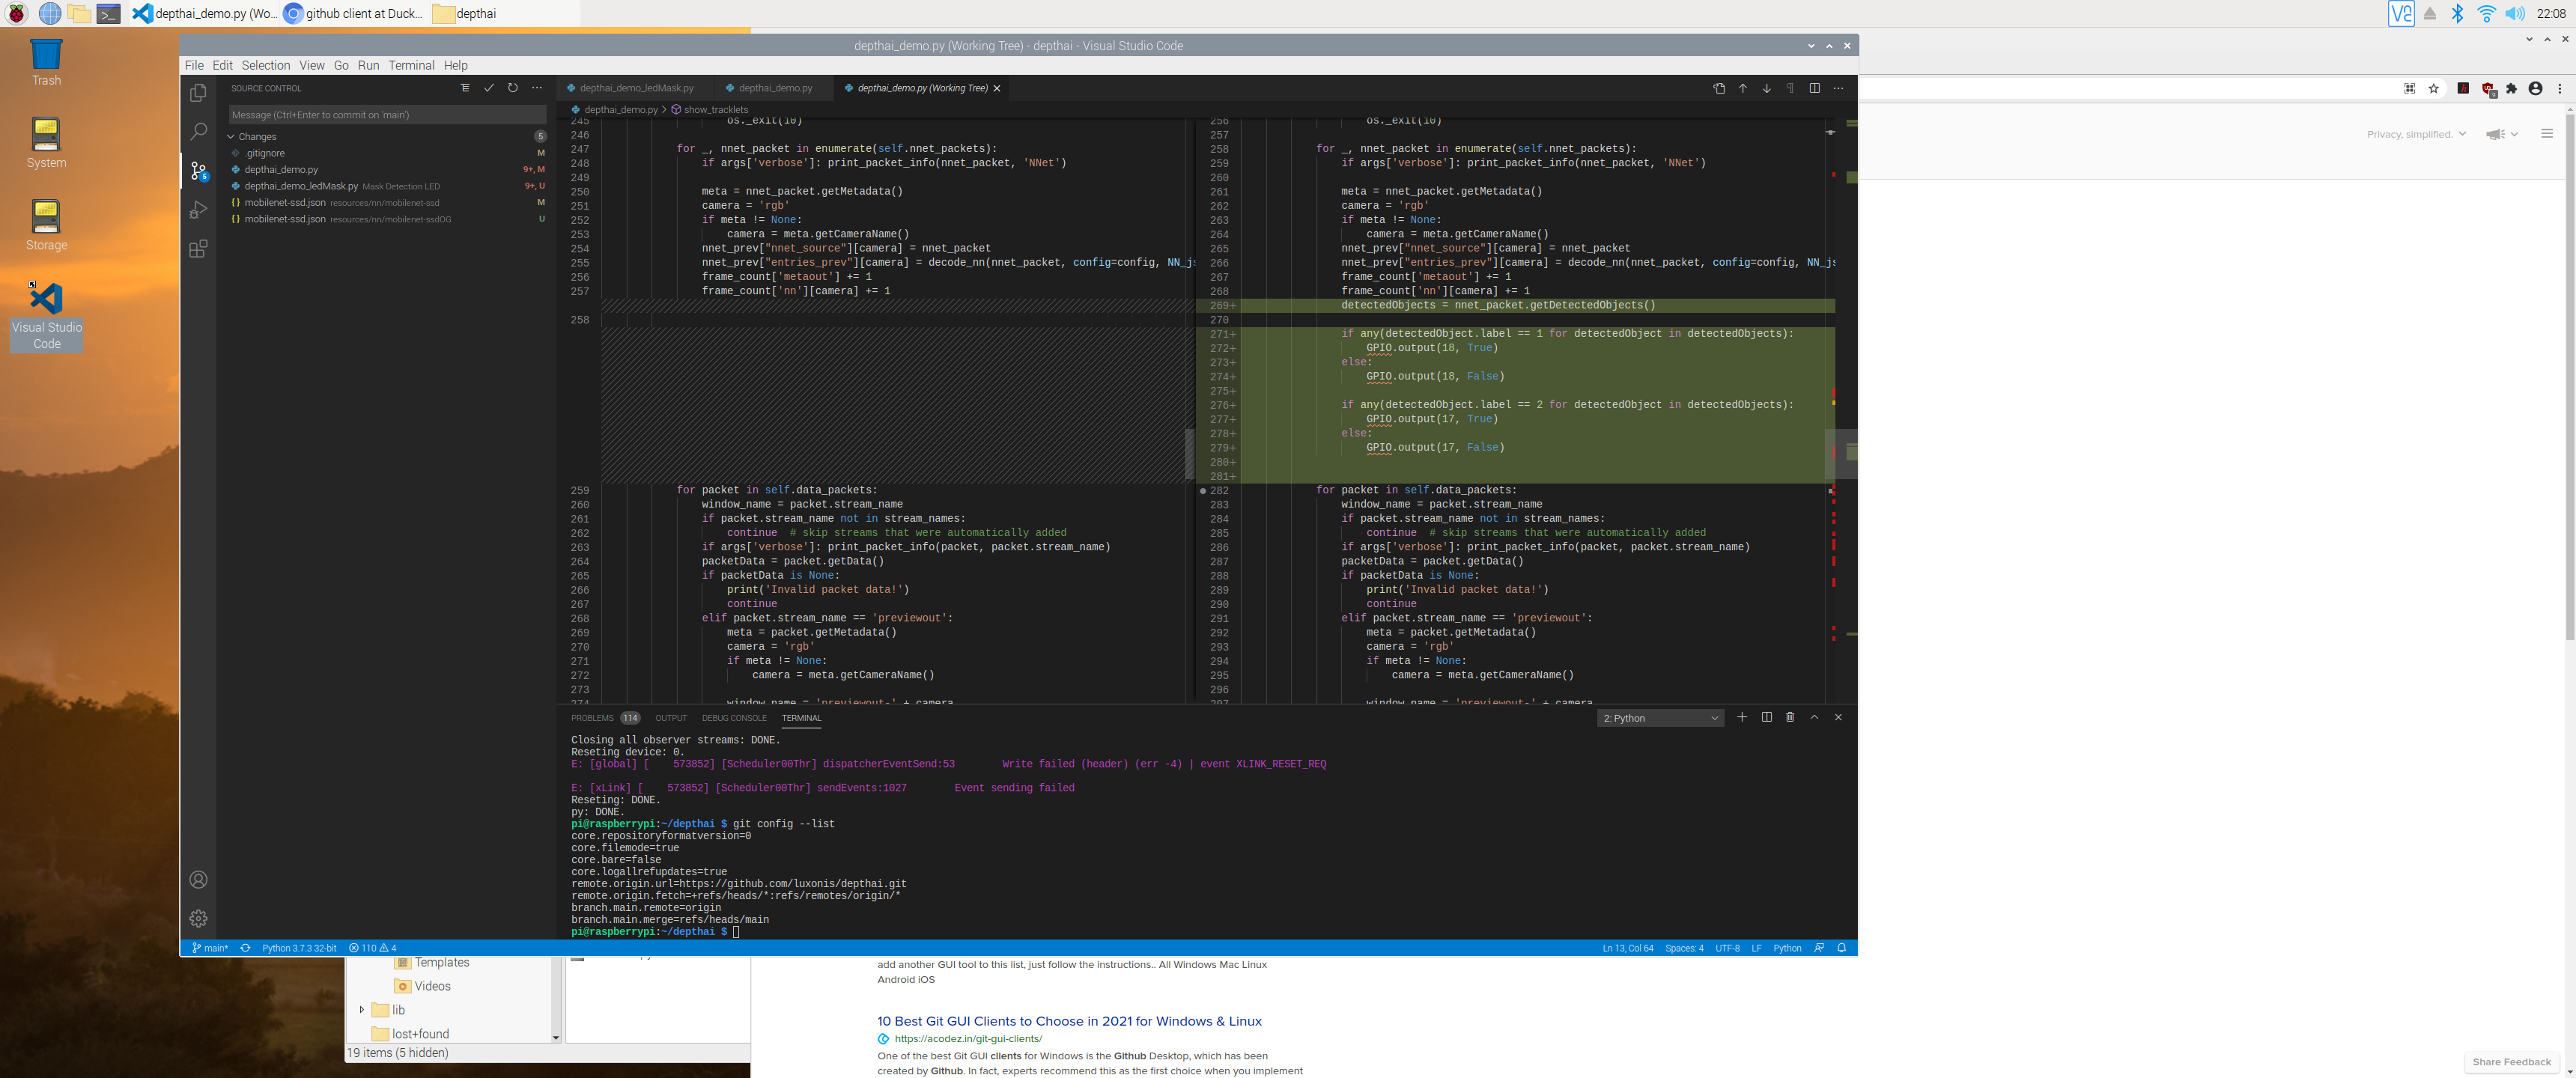 depthai_demo.py (Wo...
github client at Duck...
depthai
22:08
Trash
System
Storage
Visual Studio
Code
depthai_demo.py (Working Tree) - depthai - Visual Studio Code
File Edit Selection View Go Run Terminal Help
SOURCE CONTROL
Message (Ctrl+Enter to commit on 'main')
Changes 5
.gitignore M
depthai_demo.py 9+, M
depthai_demo_ledMask.py Mask Detection LED 9+, U
mobilenet-ssd.json resources/nn/mobilenet-ssd M
mobilenet-ssd.json resources/nn/mobilenet-ssdOG U
depthai_demo_ledMask.py depthai_demo.py depthai_demo.py (Working Tree)
depthai_demo.py > show_tracklets
245 os._exit(10)
246
247 for _, nnet_packet in enumerate(self.nnet_packets):
248 if args['verbose']: print_packet_info(nnet_packet, 'NNet')
249
250 meta = nnet_packet.getMetadata()
251 camera = 'rgb'
252 if meta != None:
253 camera = meta.getCameraName()
254 nnet_prev["nnet_source"][camera] = nnet_packet
255 nnet_prev["entries_prev"][camera] = decode_nn(nnet_packet, config=config, NN_js
256 frame_count['metaout'] += 1
257 frame_count['nn'][camera] += 1
258
259 for packet in self.data_packets:
260 window_name = packet.stream_name
261 if packet.stream_name not in stream_names:
262 continue # skip streams that were automatically added
263 if args['verbose']: print_packet_info(packet, packet.stream_name)
264 packetData = packet.getData()
265 if packetData is None:
266 print('Invalid packet data!')
267 continue
268 elif packet.stream_name == 'previewout':
269 meta = packet.getMetadata()
270 camera = 'rgb'
271 if meta != None:
272 camera = meta.getCameraName()
273
274 window_name = 'previewout-' + camera
256 os._exit(10)
257
258 for _, nnet_packet in enumerate(self.nnet_packets):
259 if args['verbose']: print_packet_info(nnet_packet, 'NNet')
260
261 meta = nnet_packet.getMetadata()
262 camera = 'rgb'
263 if meta != None:
264 camera = meta.getCameraName()
265 nnet_prev["nnet_source"][camera] = nnet_packet
266 nnet_prev["entries_prev"][camera] = decode_nn(nnet_packet, config=config, NN_js
267 frame_count['metaout'] += 1
268 frame_count['nn'][camera] += 1
269+ detectedObjects = nnet_packet.getDetectedObjects()
270
271+ if any(detectedObject.label == 1 for detectedObject in detectedObjects):
272+ GPIO.output(18, True)
273+ else:
274+ GPIO.output(18, False)
275+
276+ if any(detectedObject.label == 2 for detectedObject in detectedObjects):
277+ GPIO.output(17, True)
278+ else:
279+ GPIO.output(17, False)
280+
281+
282 for packet in self.data_packets:
283 window_name = packet.stream_name
284 if packet.stream_name not in stream_names:
285 continue # skip streams that were automatically added
286 if args['verbose']: print_packet_info(packet, packet.stream_name)
287 packetData = packet.getData()
288 if packetData is None:
289 print('Invalid packet data!')
290 continue
291 elif packet.stream_name == 'previewout':
292 meta = packet.getMetadata()
293 camera = 'rgb'
294 if meta != None:
295 camera = meta.getCameraName()
296
297 window_name = 'previewout-' + camera
PROBLEMS 114 OUTPUT DEBUG CONSOLE TERMINAL 2: Python
Closing all observer streams: DONE.
Reseting device: 0.
E: [global] [ 573852] [Scheduler00Thr] dispatcherEventSend:53 Write failed (header) (err -4) | event XLINK_RESET_REQ
E: [xLink] [ 573852] [Scheduler00Thr] sendEvents:1027 Event sending failed
Reseting: DONE.
py: DONE.
pi@raspberrypi:~/depthai $ git config --list
core.repositoryformatversion=0
core.filemode=true
core.bare=false
core.logallrefupdates=true
remote.origin.url=https://github.com/luxonis/depthai.git
remote.origin.fetch=+refs/heads/*:refs/remotes/origin/*
branch.main.remote=origin
branch.main.merge=refs/heads/main
pi@raspberrypi:~/depthai $
main* Python 3.7.3 32-bit 110 4 Ln 13, Col 64 Spaces: 4 UTF-8 LF Python
Privacy, simplified.
Templates
Videos
lib
lost+found
19 items (5 hidden)
add another GUI tool to this list, just follow the instructions.. All Windows Mac Linux
Android iOS
10 Best Git GUI Clients to Choose in 2021 for Windows & Linux
https://acodez.in/git-gui-clients/
One of the best Git GUI clients for Windows is the Github Desktop, which has been
created by Github. In fact, experts recommend this as the first choice when you implement
Share Feedback